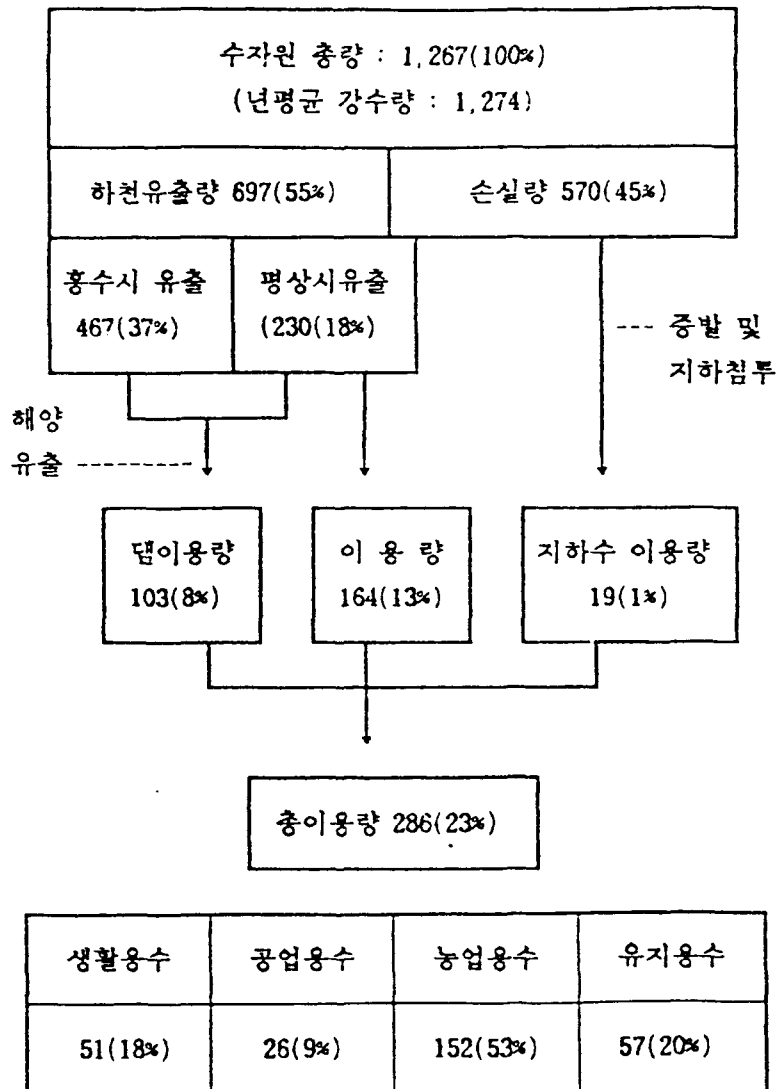 수자원 총량 : 1,267(100%)
(년평균 강수량 : 1,274)
하천유출량 697(55%)
손실량 570(45%)
홍수시 유출
467(37%)
평상시유출
(230(18%)
증발 및
지하침투
해양
유출
댐이용량
103(8%)
이 용 량
164(13%)
지하수 이용량
19(1%)
총이용량 286(23%)
생활용수 공업용수 농업용수 유지용수
51(18%) 26(9%) 152(53%) 57(20%)